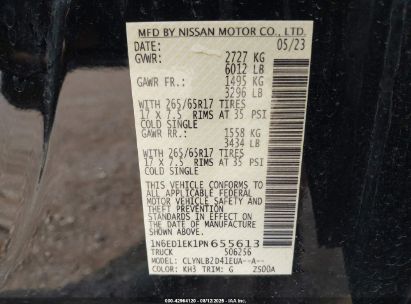 MFD BY NISSAN MOTOR CO., LTD.
DATE: 05/23
GVWR: 2727 KG
6012 LB
GAWR FR.: 1495 KG
3296 LB
WITH 265/65R17 TIRES
17 x 7.5 RIMS AT 35 PSI
COLD SINGLE
GAWR RR.: 1558 KG
3434 LB
WITH 265/65R17 TIRES
17 x 7.5 RIMS AT 35 PSI
COLD SINGLE
THIS VEHICLE CONFORMS TO
ALL APPLICABLE FEDERAL
MOTOR VEHICLE SAFETY AND
THEFT PREVENTION
STANDARDS IN EFFECT ON
THE DATE OF MANUFACTURE
SHOWN ABOVE.
1N6ED1EK1PN655613
TRUCK 506256
MODEL: CLYNLB2D41EUA--A--
COLOR: KH3 TRIM: G ZS00A